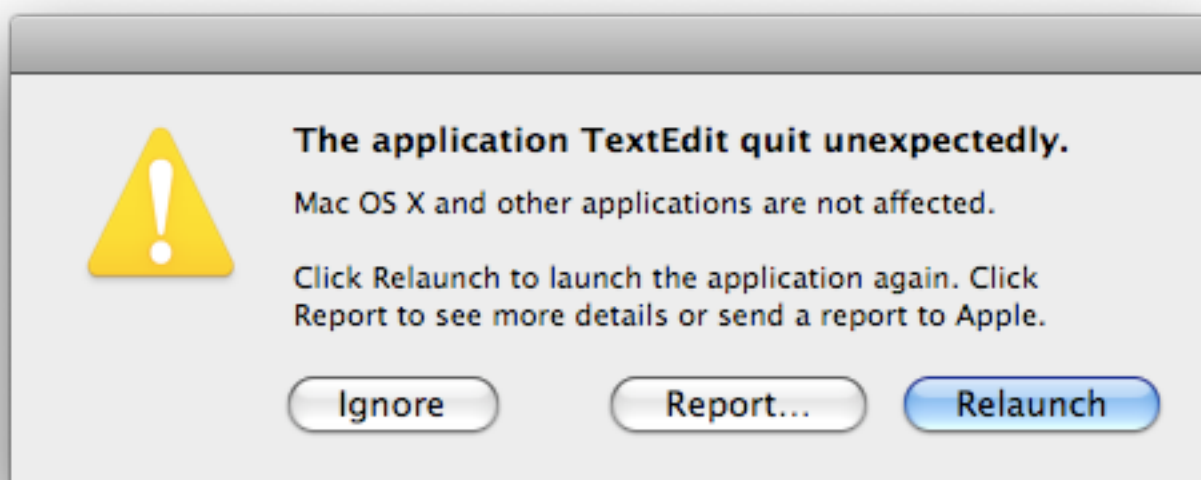 The application TextEdit quit unexpectedly.
Mac OS X and other applications are not affected.
Click Relaunch to launch the application again. Click
Report to see more details or send a report to Apple.
Ignore
Report...
Relaunch